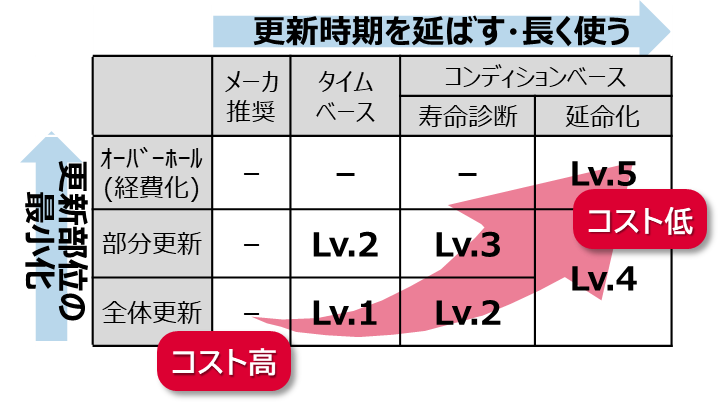 更新時期を延ばす・長く使う
メーカ
推奨
タイム
ベース
コンディションベース
寿命診断
延命化
更新部位の
最小化
ｵｰﾊﾞｰﾎｰﾙ
(経費化)
–
–
–
Lv.5
コスト低
部分更新
–
Lv.2
Lv.3
Lv.4
全体更新
–
Lv.1
Lv.2
コスト高